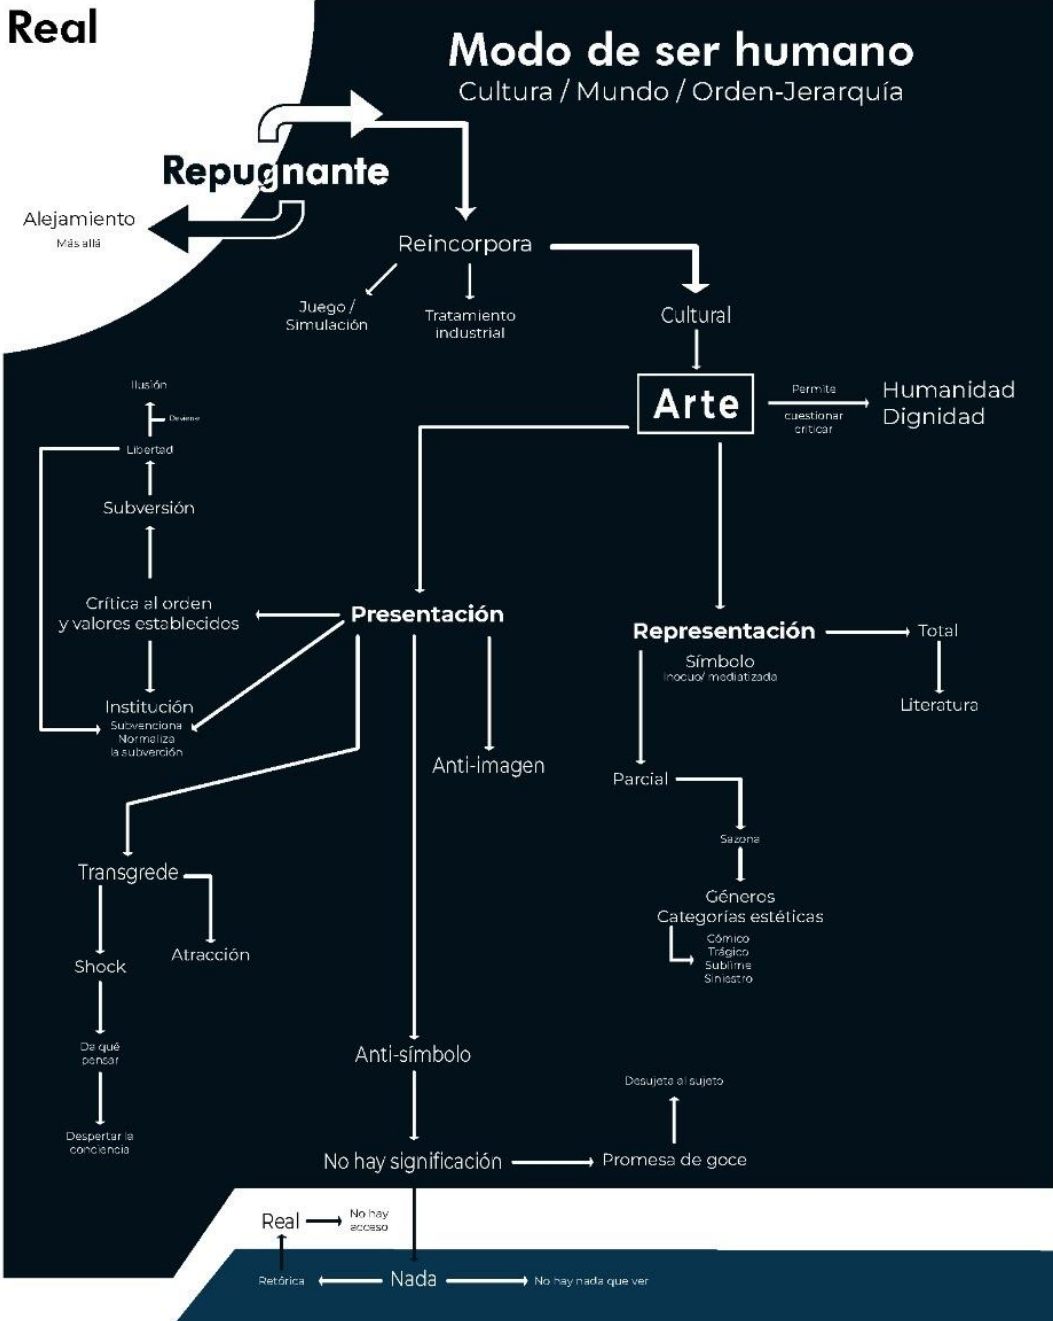 Real
Modo de ser humano
Cultura / Mundo / Orden-Jerarquía
Repugnante
Alejamiento
Más allá
Reincorpora
Juego /
Simulación
Tratamiento
industrial
Cultural
Arte
Permite
cuestionar
criticar
Humanidad
Dignidad
Ilusión
Deviene
Libertad
Subversión
Crítica al orden
y valores establecidos
Institución
Subvenciona
Normaliza
la subverción
Presentación
Anti-imagen
Representación
Símbolo
Inocuo/ mediatizada
Total
Literatura
Parcial
Sazona
Géneros
Categorías estéticas
Cómico
Trágico
Sublime
Siniestro
Transgrede
Atracción
Shock
Da qué
pensar
Despertar la
conciencia
Anti-símbolo
No hay significación
Promesa de goce
Desujeta al sujeto
Real
No hay
acceso
Retórica
Nada
No hay nada que ver